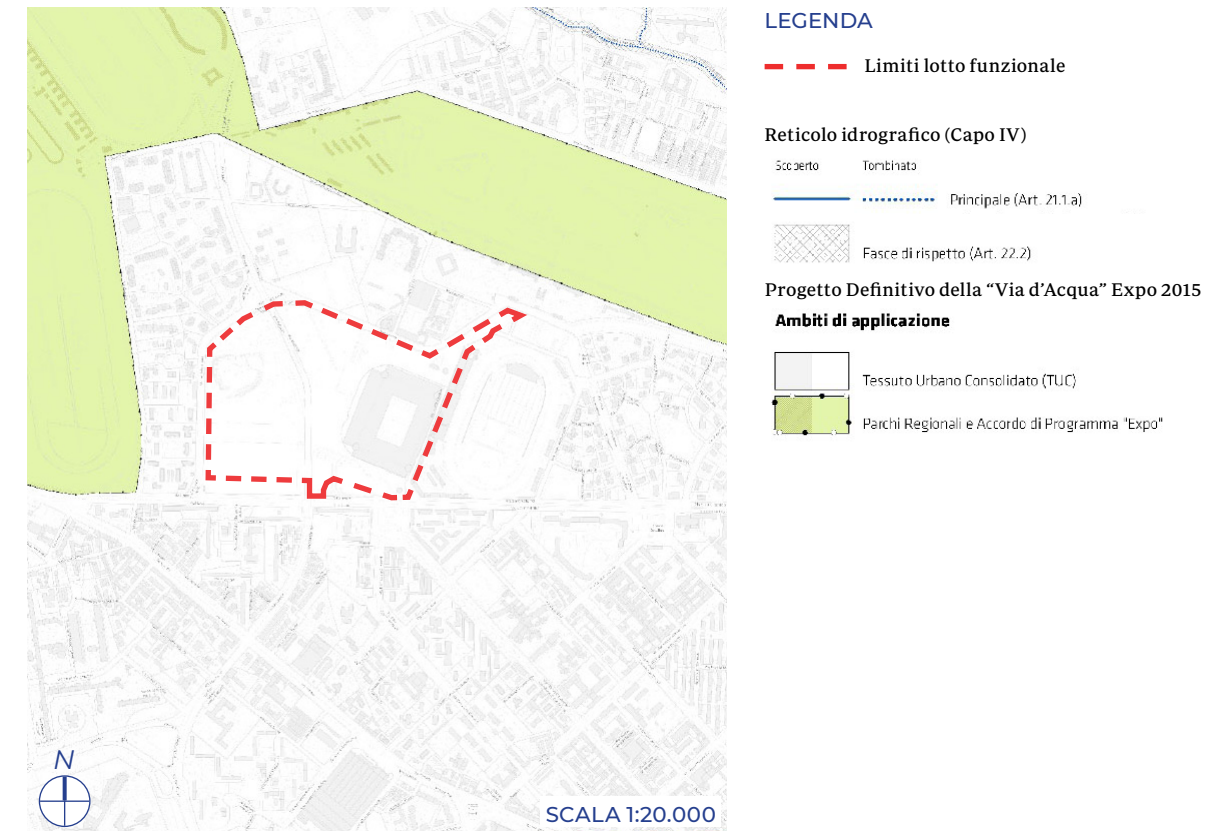 LEGENDA
Limiti lotto funzionale
Reticolo idrografico (Capo IV)
Scoperto Tombinato
Principale (Art. 21.1.a)
Fasce di rispetto (Art. 22.2)
Progetto Definitivo della “Via d’Acqua” Expo 2015
Ambiti di applicazione
Tessuto Urbano Consolidato (TUC)
Parchi Regionali e Accordo di Programma "Expo"
N
SCALA 1:20.000